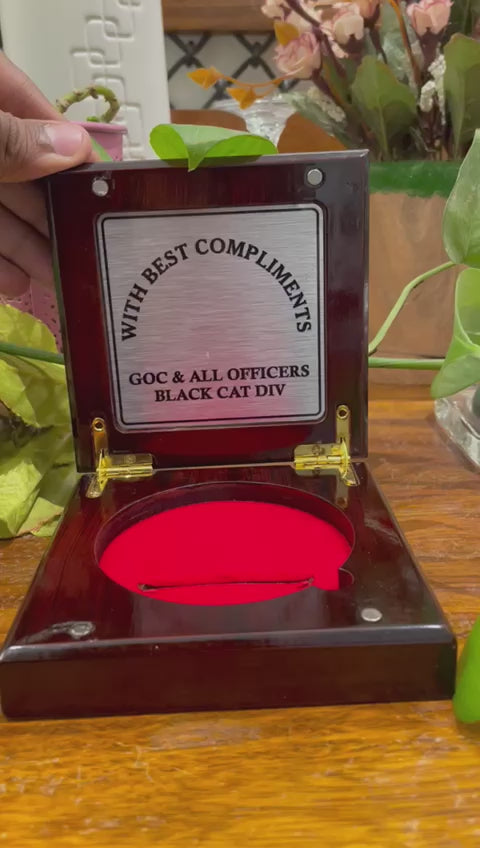 WITH BEST COMPLIMENTS
GOC & ALL OFFICERS
BLACK CAT DIV